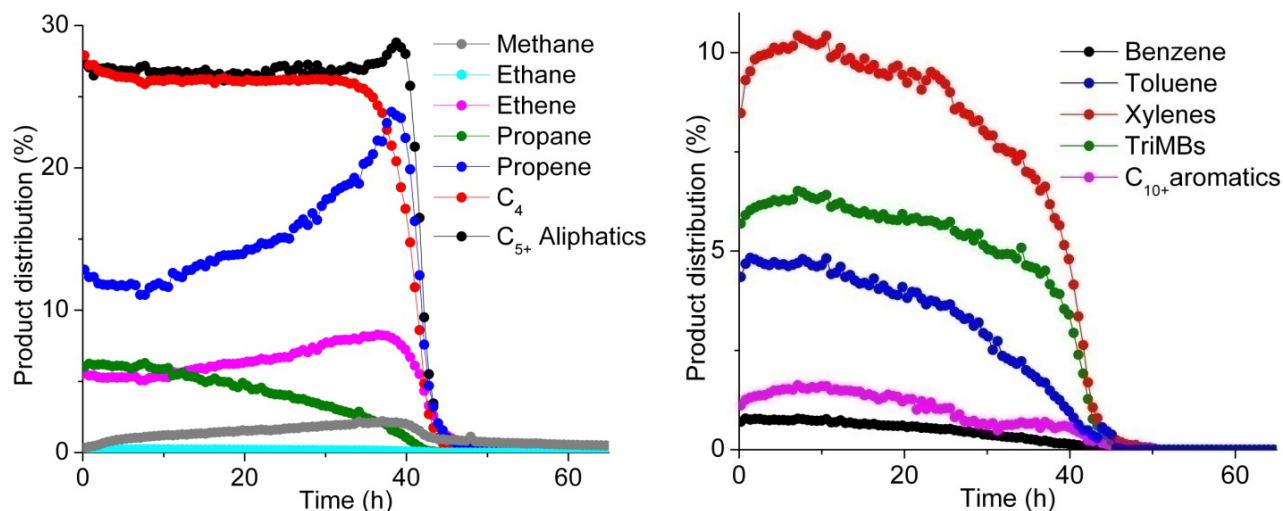 30
20
10
0
Product distribution (%)
0
20
40
60
Time (h)
Methane
Ethane
Ethene
Propane
Propene
C4
C5+ Aliphatics
10
5
0
Product distribution (%)
0
20
40
60
Time (h)
Benzene
Toluene
Xylenes
TriMBs
C10+aromatics